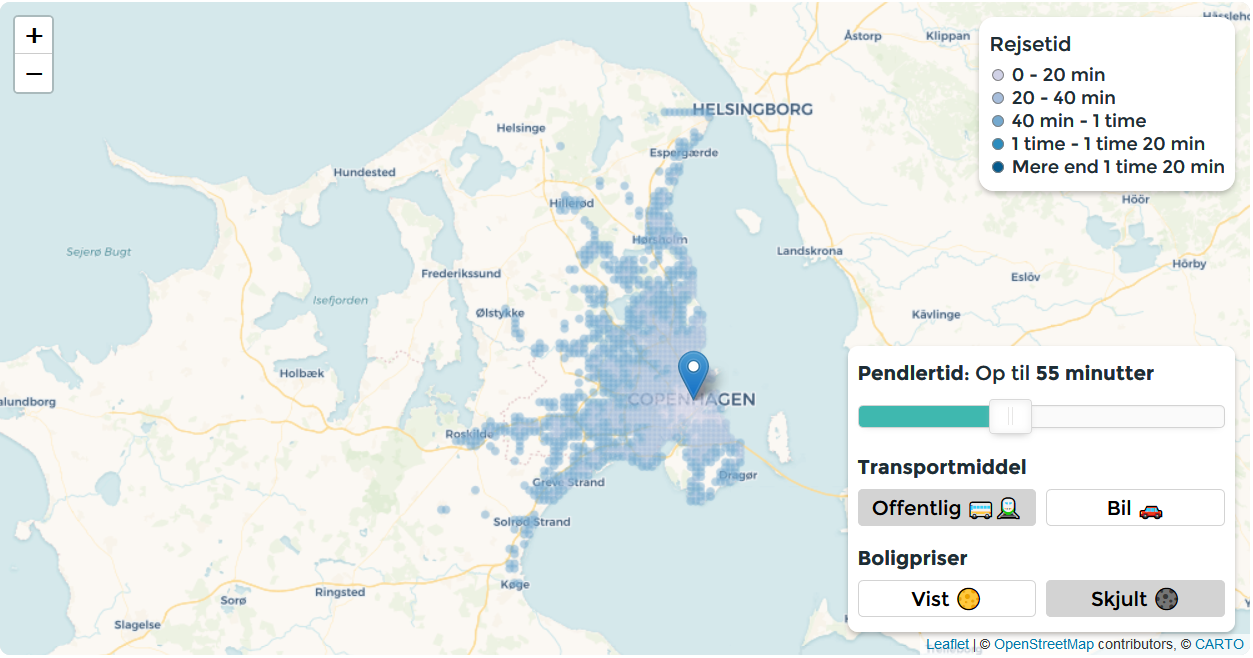 +
−
HELSINGBORG
Åstorp
Klippan
Helsinge
Espergærde
Hundested
Hillerød
Hørsholm
Höör
Landskrona
Hörby
Sejerø Bugt
Frederikssund
Eslöv
Isefjorden
Ølstykke
Kävlinge
Holbæk
COPENHAGEN
Roskilde
Greve Strand
Dragør
Solrød Strand
Køge
Ringsted
Sorø
Slagelse
Rejsetid
0 - 20 min
20 - 40 min
40 min - 1 time
1 time - 1 time 20 min
Mere end 1 time 20 min
Pendlertid: Op til 55 minutter
Transportmiddel
Offentlig
Bil
Boligpriser
Vist
Skjult
Leaflet | © OpenStreetMap contributors, © CARTO